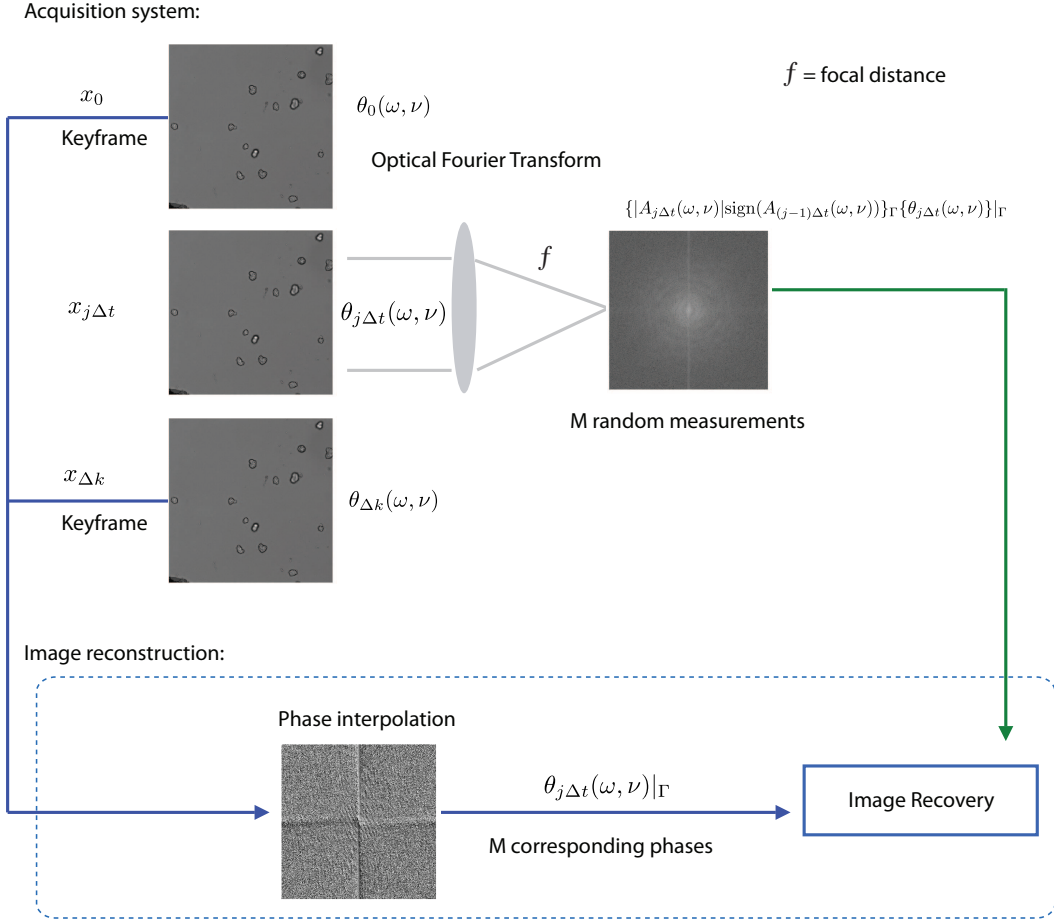 Acquisition system:
f = focal distance
x₀
Keyframe
θ₀(ω, ν)
Optical Fourier Transform
{|A_{jΔt}(ω, ν)|sign(A_{(j−1)Δt}(ω, ν))}_Γ{θ_{jΔt}(ω, ν)}|_Γ
f
x_{jΔt}
θ_{jΔt}(ω, ν)
M random measurements
x_{Δk}
Keyframe
θ_{Δk}(ω, ν)
Image reconstruction:
Phase interpolation
θ_{jΔt}(ω, ν)|_Γ
M corresponding phases
Image Recovery